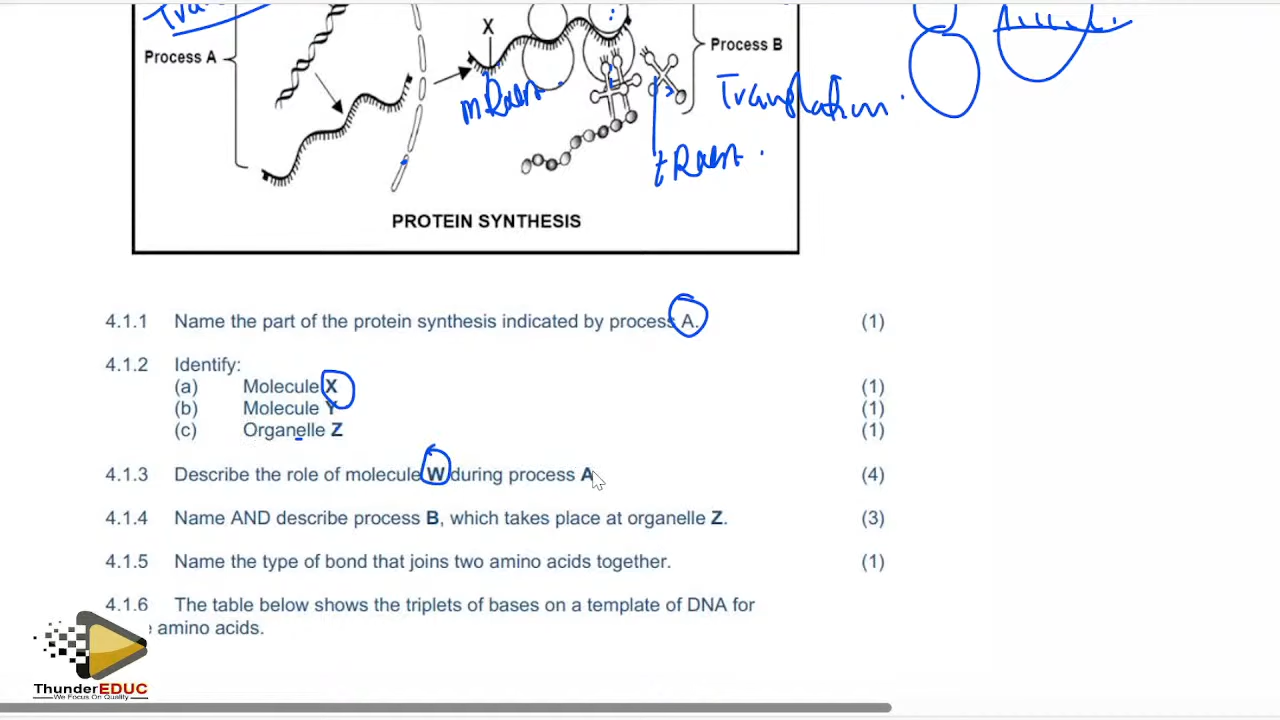 X
Process A
Process B
mRNA
Translation.
tRNA.
PROTEIN SYNTHESIS
4.1.1 Name the part of the protein synthesis indicated by process A. (1)
4.1.2 Identify:
(a) Molecule X (1)
(b) Molecule Y (1)
(c) Organelle Z (1)
4.1.3 Describe the role of molecule W during process A (4)
4.1.4 Name AND describe process B, which takes place at organelle Z. (3)
4.1.5 Name the type of bond that joins two amino acids together. (1)
4.1.6 The table below shows the triplets of bases on a template of DNA for
amino acids.
ThunderEDUC
We Focus On Quality